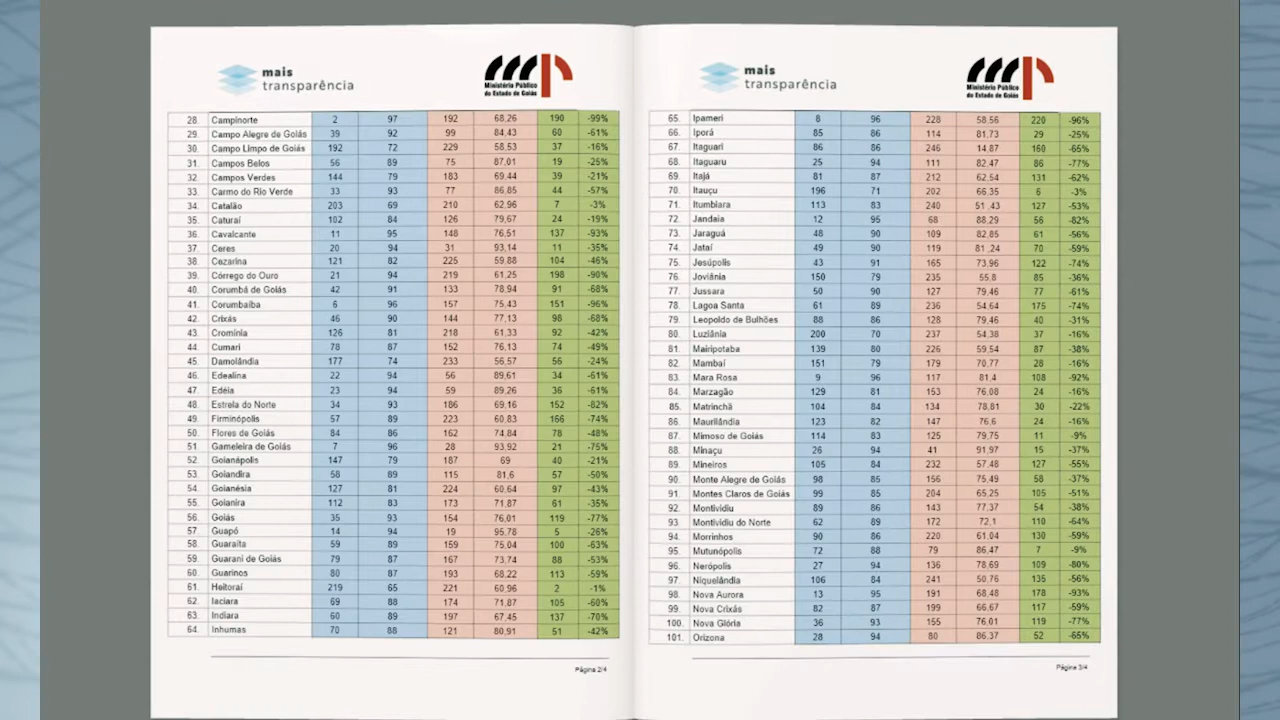 mais
transparência
Ministério Público
do Estado de Goiás
28 Campinorte 2 97 192 68,26 190 -99%
29. Campo Alegre de Goiás 39 92 99 84,43 60 -61%
30. Campo Limpo de Goiás 192 72 229 58,53 37 -16%
31. Campos Belos 56 89 75 87,01 19 -25%
32 Campos Verdes 144 79 183 69,44 39 -21%
33. Carmo do Rio Verde 33 93 77 86,85 44 -57%
34. Catalão 203 69 210 62,96 7 -3%
35. Caturaí 102 84 126 79,67 24 -19%
36. Cavalcante 11 95 148 76,51 137 -93%
37. Ceres 20 94 31 93,14 11 -35%
38. Cezarina 121 82 225 59,88 104 -46%
39. Córrego do Ouro 21 94 219 61,25 198 -90%
40. Corumbá de Goiás 42 91 133 78,94 91 -68%
41. Corumbaíba 6 96 157 75,43 151 -96%
42. Crixás 46 90 144 77,13 98 -68%
43. Cromínia 126 81 218 61,33 92 -42%
44. Cumari 78 87 152 76,13 74 -49%
45. Damolândia 177 74 233 56,57 56 -24%
46. Edealina 22 94 56 89,61 34 -61%
47. Edéia 23 94 59 89,26 36 -61%
48. Estrela do Norte 34 93 186 69,16 152 -82%
49. Firminópolis 57 89 223 60,83 166 -74%
50. Flores de Goiás 84 86 162 74,84 78 -48%
51 Gameleira de Goiás 7 96 28 93,92 21 -75%
52. Goianápolis 147 79 187 69 40 -21%
53. Goiandira 58 89 115 81,6 57 -50%
54. Goianésia 127 81 224 60,64 97 -43%
55. Goianira 112 83 173 71,87 61 -35%
56. Goiás 35 93 154 76,01 119 -77%
57. Guapó 14 94 19 95,78 5 -26%
58. Guaraíta 59 89 159 75,04 100 -63%
59. Guarani de Goiás 79 87 167 73,74 88 -53%
60. Guarinos 80 87 193 68,22 113 -59%
61. Heitoraí 219 65 221 60,96 2 -1%
62. Iaciara 69 88 174 71,87 105 -60%
63. Indiara 60 89 197 67,45 137 -70%
64. Inhumas 70 88 121 80,91 51 -42%
Página 2/4
mais
transparência
Ministério Público
do Estado de Goiás
65. Ipameri 8 96 228 58,56 220 -96%
66. Iporá 85 86 114 81,73 29 -25%
67. Itaguari 86 86 246 14,87 160 -65%
68. Itaguaru 25 94 111 82,47 86 -77%
69. Itajá 81 87 212 62,54 131 -62%
70. Itauçu 196 71 202 66,35 6 -3%
71. Itumbiara 113 83 240 51,43 127 -53%
72. Jandaia 12 95 68 88,29 56 -82%
73. Jaraguá 48 90 109 82,85 61 -56%
74. Jataí 49 90 119 81,24 70 -59%
75. Jesúpolis 43 91 165 73,96 122 -74%
76. Joviânia 150 79 235 55,8 85 -36%
77. Jussara 50 90 127 79,46 77 -61%
78. Lagoa Santa 61 89 236 54,64 175 -74%
79. Leopoldo de Bulhões 88 86 128 79,46 40 -31%
80. Luziânia 200 70 237 54,38 37 -16%
81. Mairipotaba 139 80 226 59,54 87 -38%
82. Mambaí 151 79 179 70,77 28 -16%
83. Mara Rosa 9 96 117 81,4 108 -92%
84. Marzagão 129 81 153 76,08 24 -16%
85. Matrinchã 104 84 134 78,81 30 -22%
86. Maurilândia 123 82 147 76,6 24 -16%
87. Mimoso de Goiás 114 83 125 79,75 11 -9%
88. Minaçu 26 94 41 91,97 15 -37%
89. Mineiros 105 84 232 57,48 127 -55%
90. Monte Alegre de Goiás 98 85 156 75,49 58 -37%
91. Montes Claros de Goiás 99 85 204 65,25 105 -51%
92. Montividiu 89 86 143 77,37 54 -38%
93. Montividiu do Norte 62 89 172 72,1 110 -64%
94. Morrinhos 90 86 220 61,04 130 -59%
95. Mutunópolis 72 88 79 86,47 7 -9%
96. Nerópolis 27 94 136 78,69 109 -80%
97. Niquelândia 106 84 241 50,76 135 -56%
98. Nova Aurora 13 95 191 68,48 178 -93%
99. Nova Crixás 82 87 199 66,67 117 -59%
100. Nova Glória 36 93 155 76,01 119 -77%
101. Orizona 28 94 80 86,37 52 -65%
Página 3/4